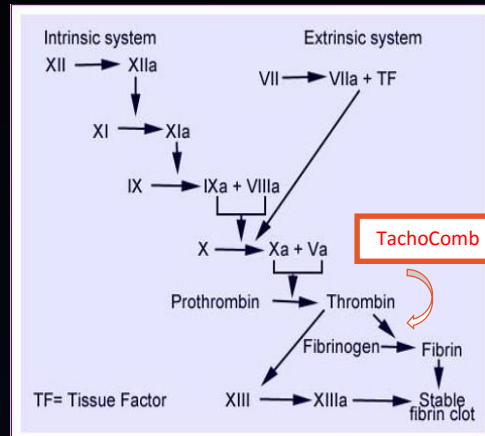 Intrinsic system
Extrinsic system
XII XIIa
VII VIIa + TF
XI XIa
IX IXa + VIIIa
X Xa + Va
TachoComb
Prothrombin Thrombin
Fibrinogen Fibrin
TF= Tissue Factor
XIII XIIIa Stable
fibrin clot